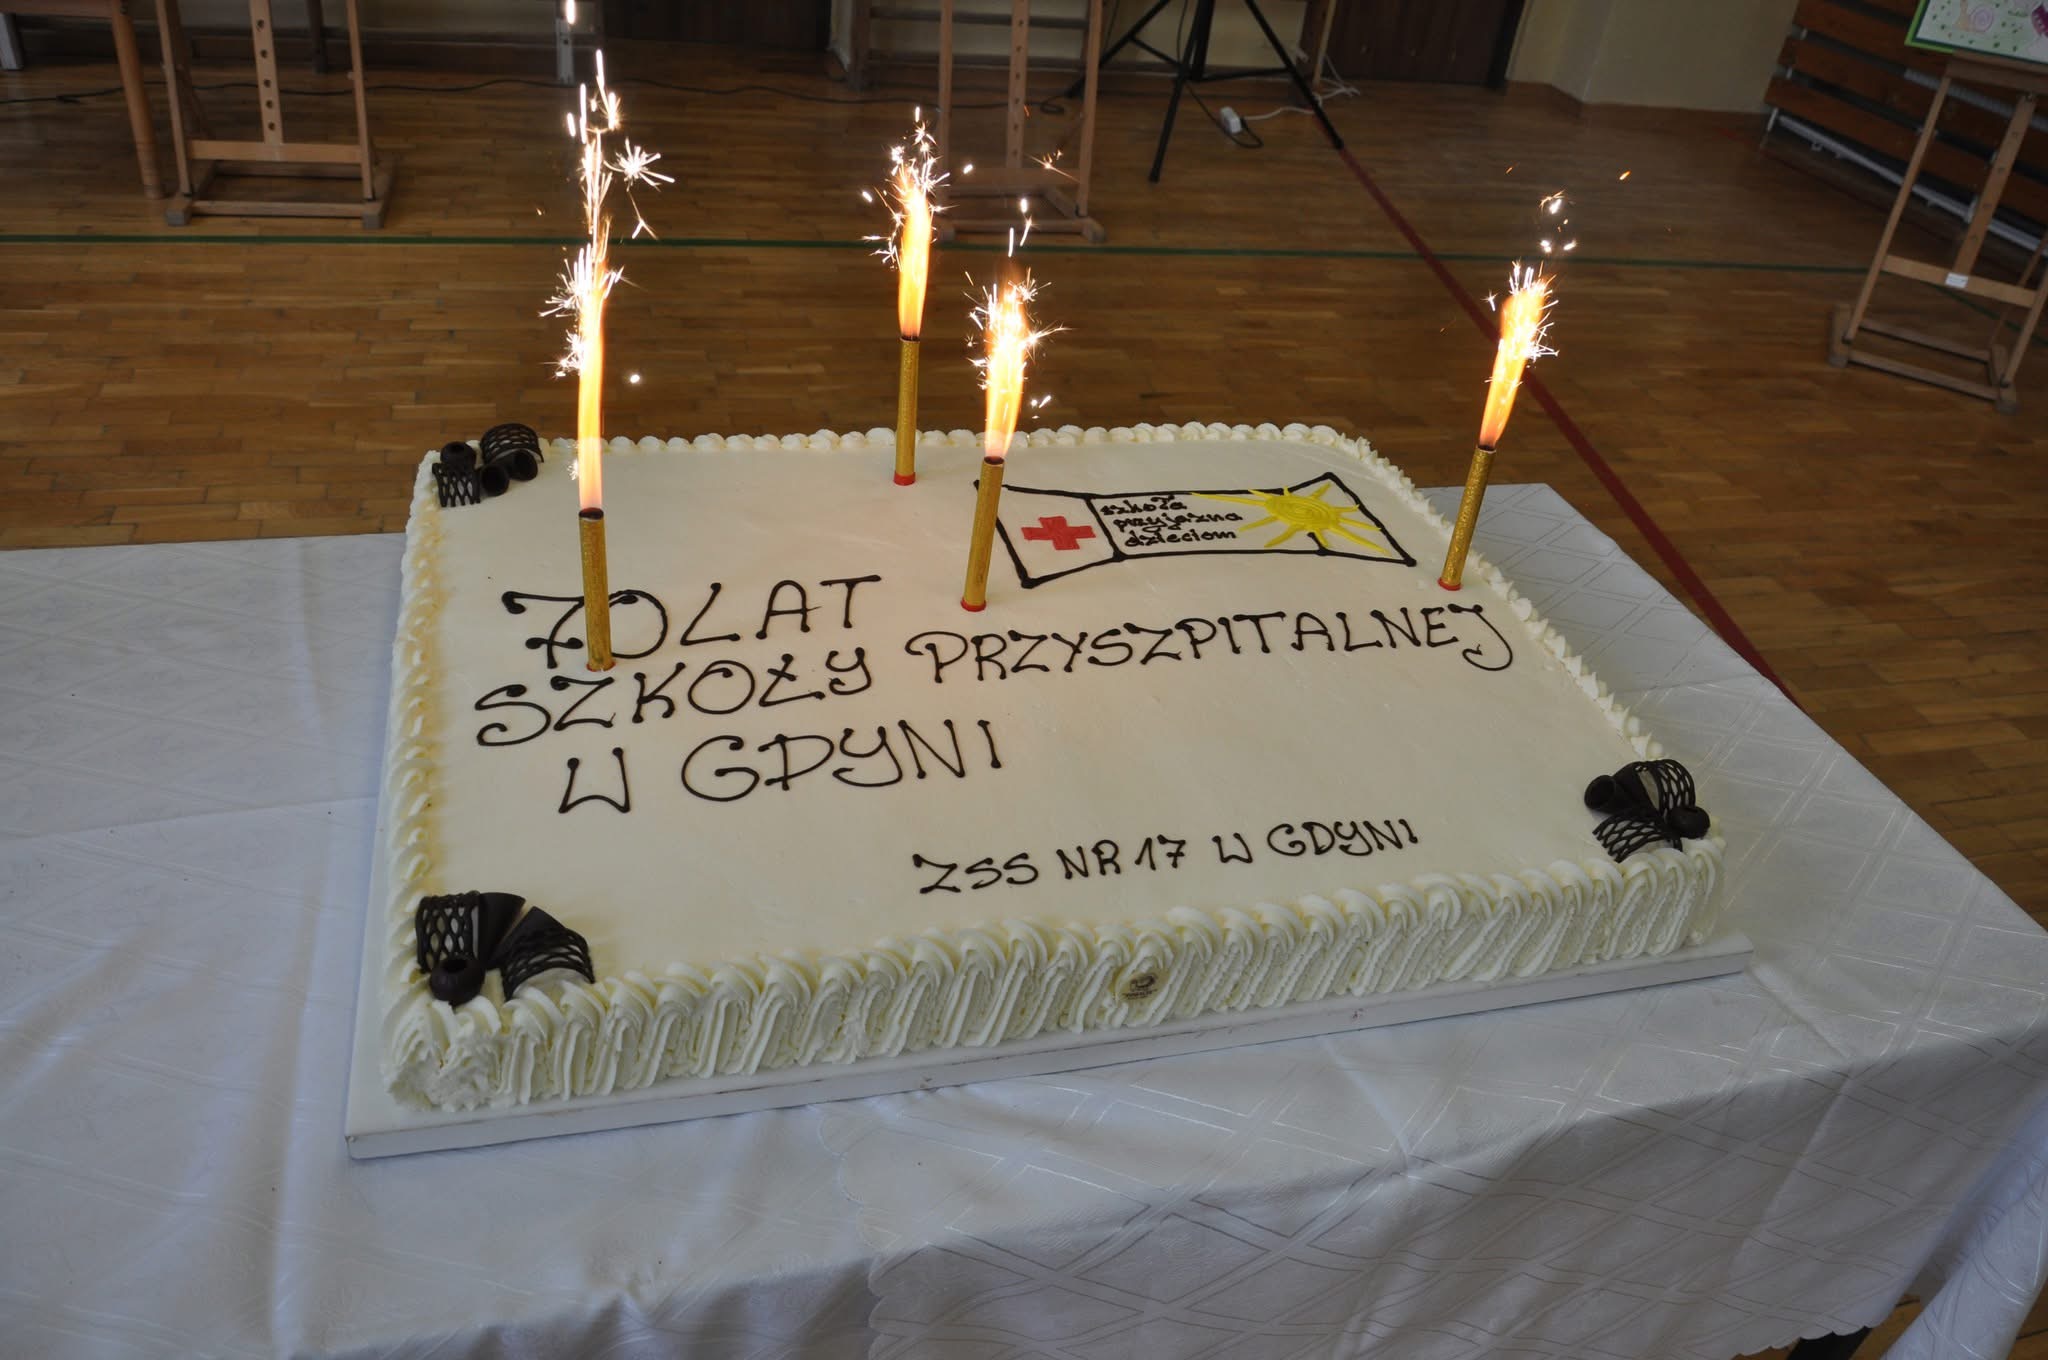 szkoła
przyjazna
dzieciom
70 LAT
SZKOŁY PRZYSZPITALNEJ
W GDYNI
ZSS NR 17 W GDYNI